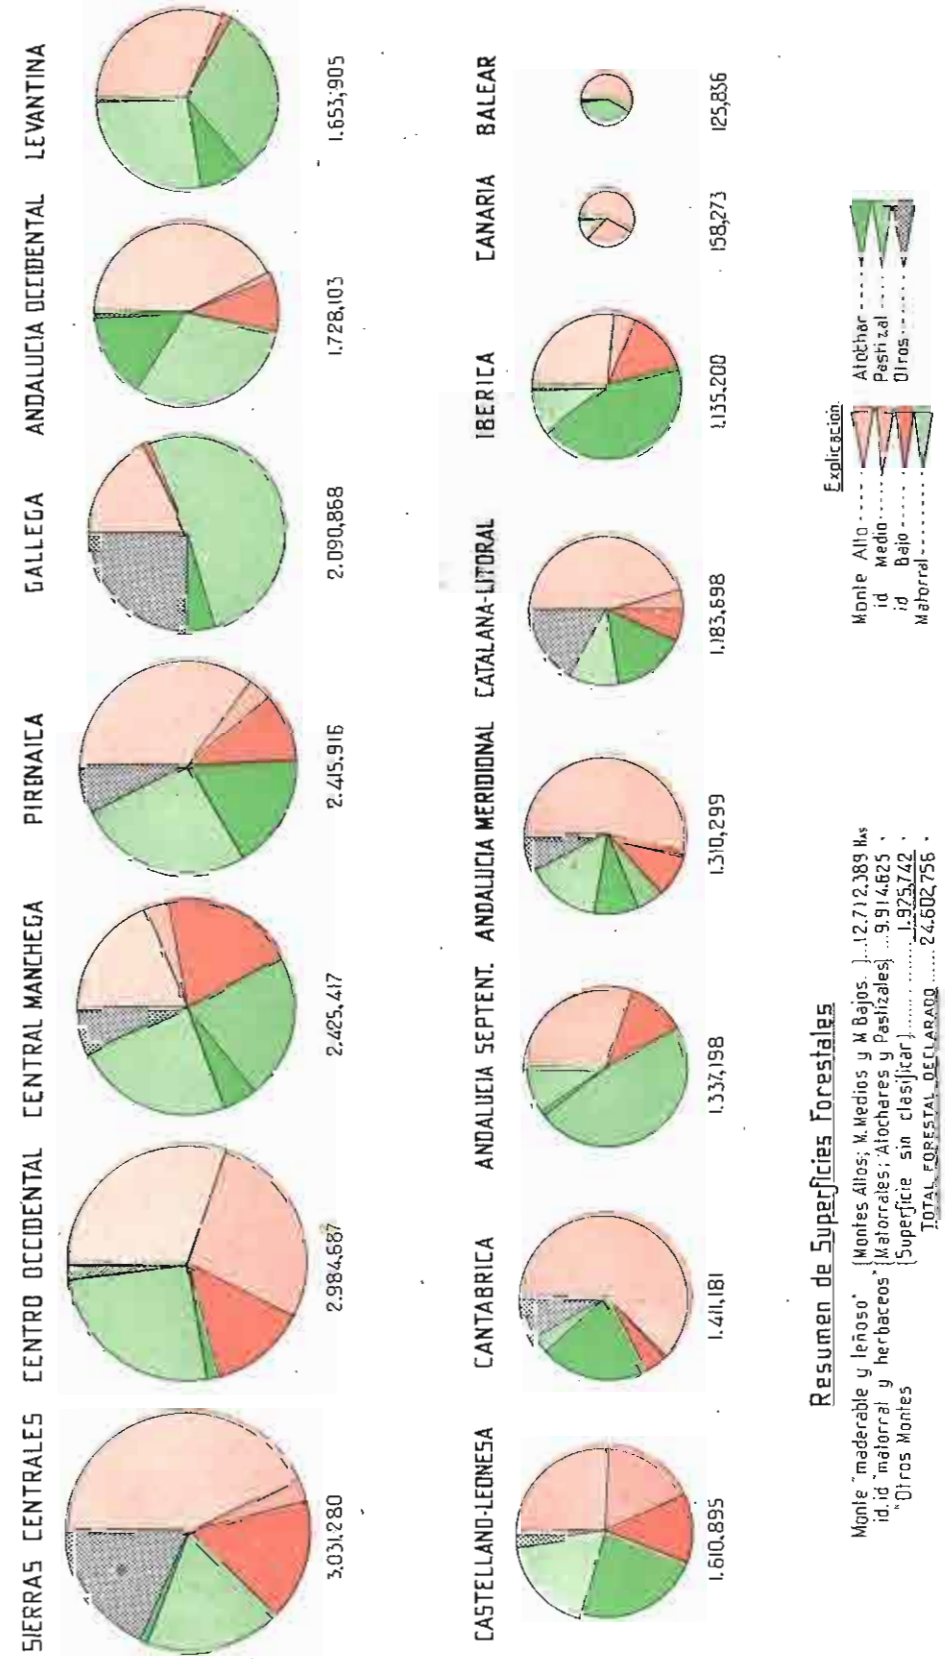 SIERRAS CENTRALES
3,031,280
CENTRO OCCIDENTAL
2.984,687
CENTRAL MANCHEGA
2.425,417
PIRENAICA
2.445,916
GALLEGA
2.090,868
ANDALUCIA OCCIDENTAL
1.728,103
LEVANTINA
1.653,905
CASTELLANO-LEONESA
1.610,895
CANTABRICA
1.411,181
ANDALUCIA SEPTENT.
1.337,198
ANDALUCIA MERIDIONAL
1.310,299
CATALANA-LITORAL
1.183,698
IBERICA
1.135,200
CANARIA
158,273
BALEAR
125,836
Resumen de Superficies Forestales
Monte "maderable y leñoso" (Montes Altos; M. Medios y M Bajos. )....12.712.389 Has
id. id "matorral y herbaceos" (Matorrales; Atochares y Pastizales) ....9.914.625 "
"Otros Montes (Superficie sin clasificar)............1.925,742 "
TOTAL FORESTAL DECLARADO....... 24.602,756 "
Explicación
Monte Alto
id Medio
id Bajo
Matorral
Atochar
Pastizal
Otros